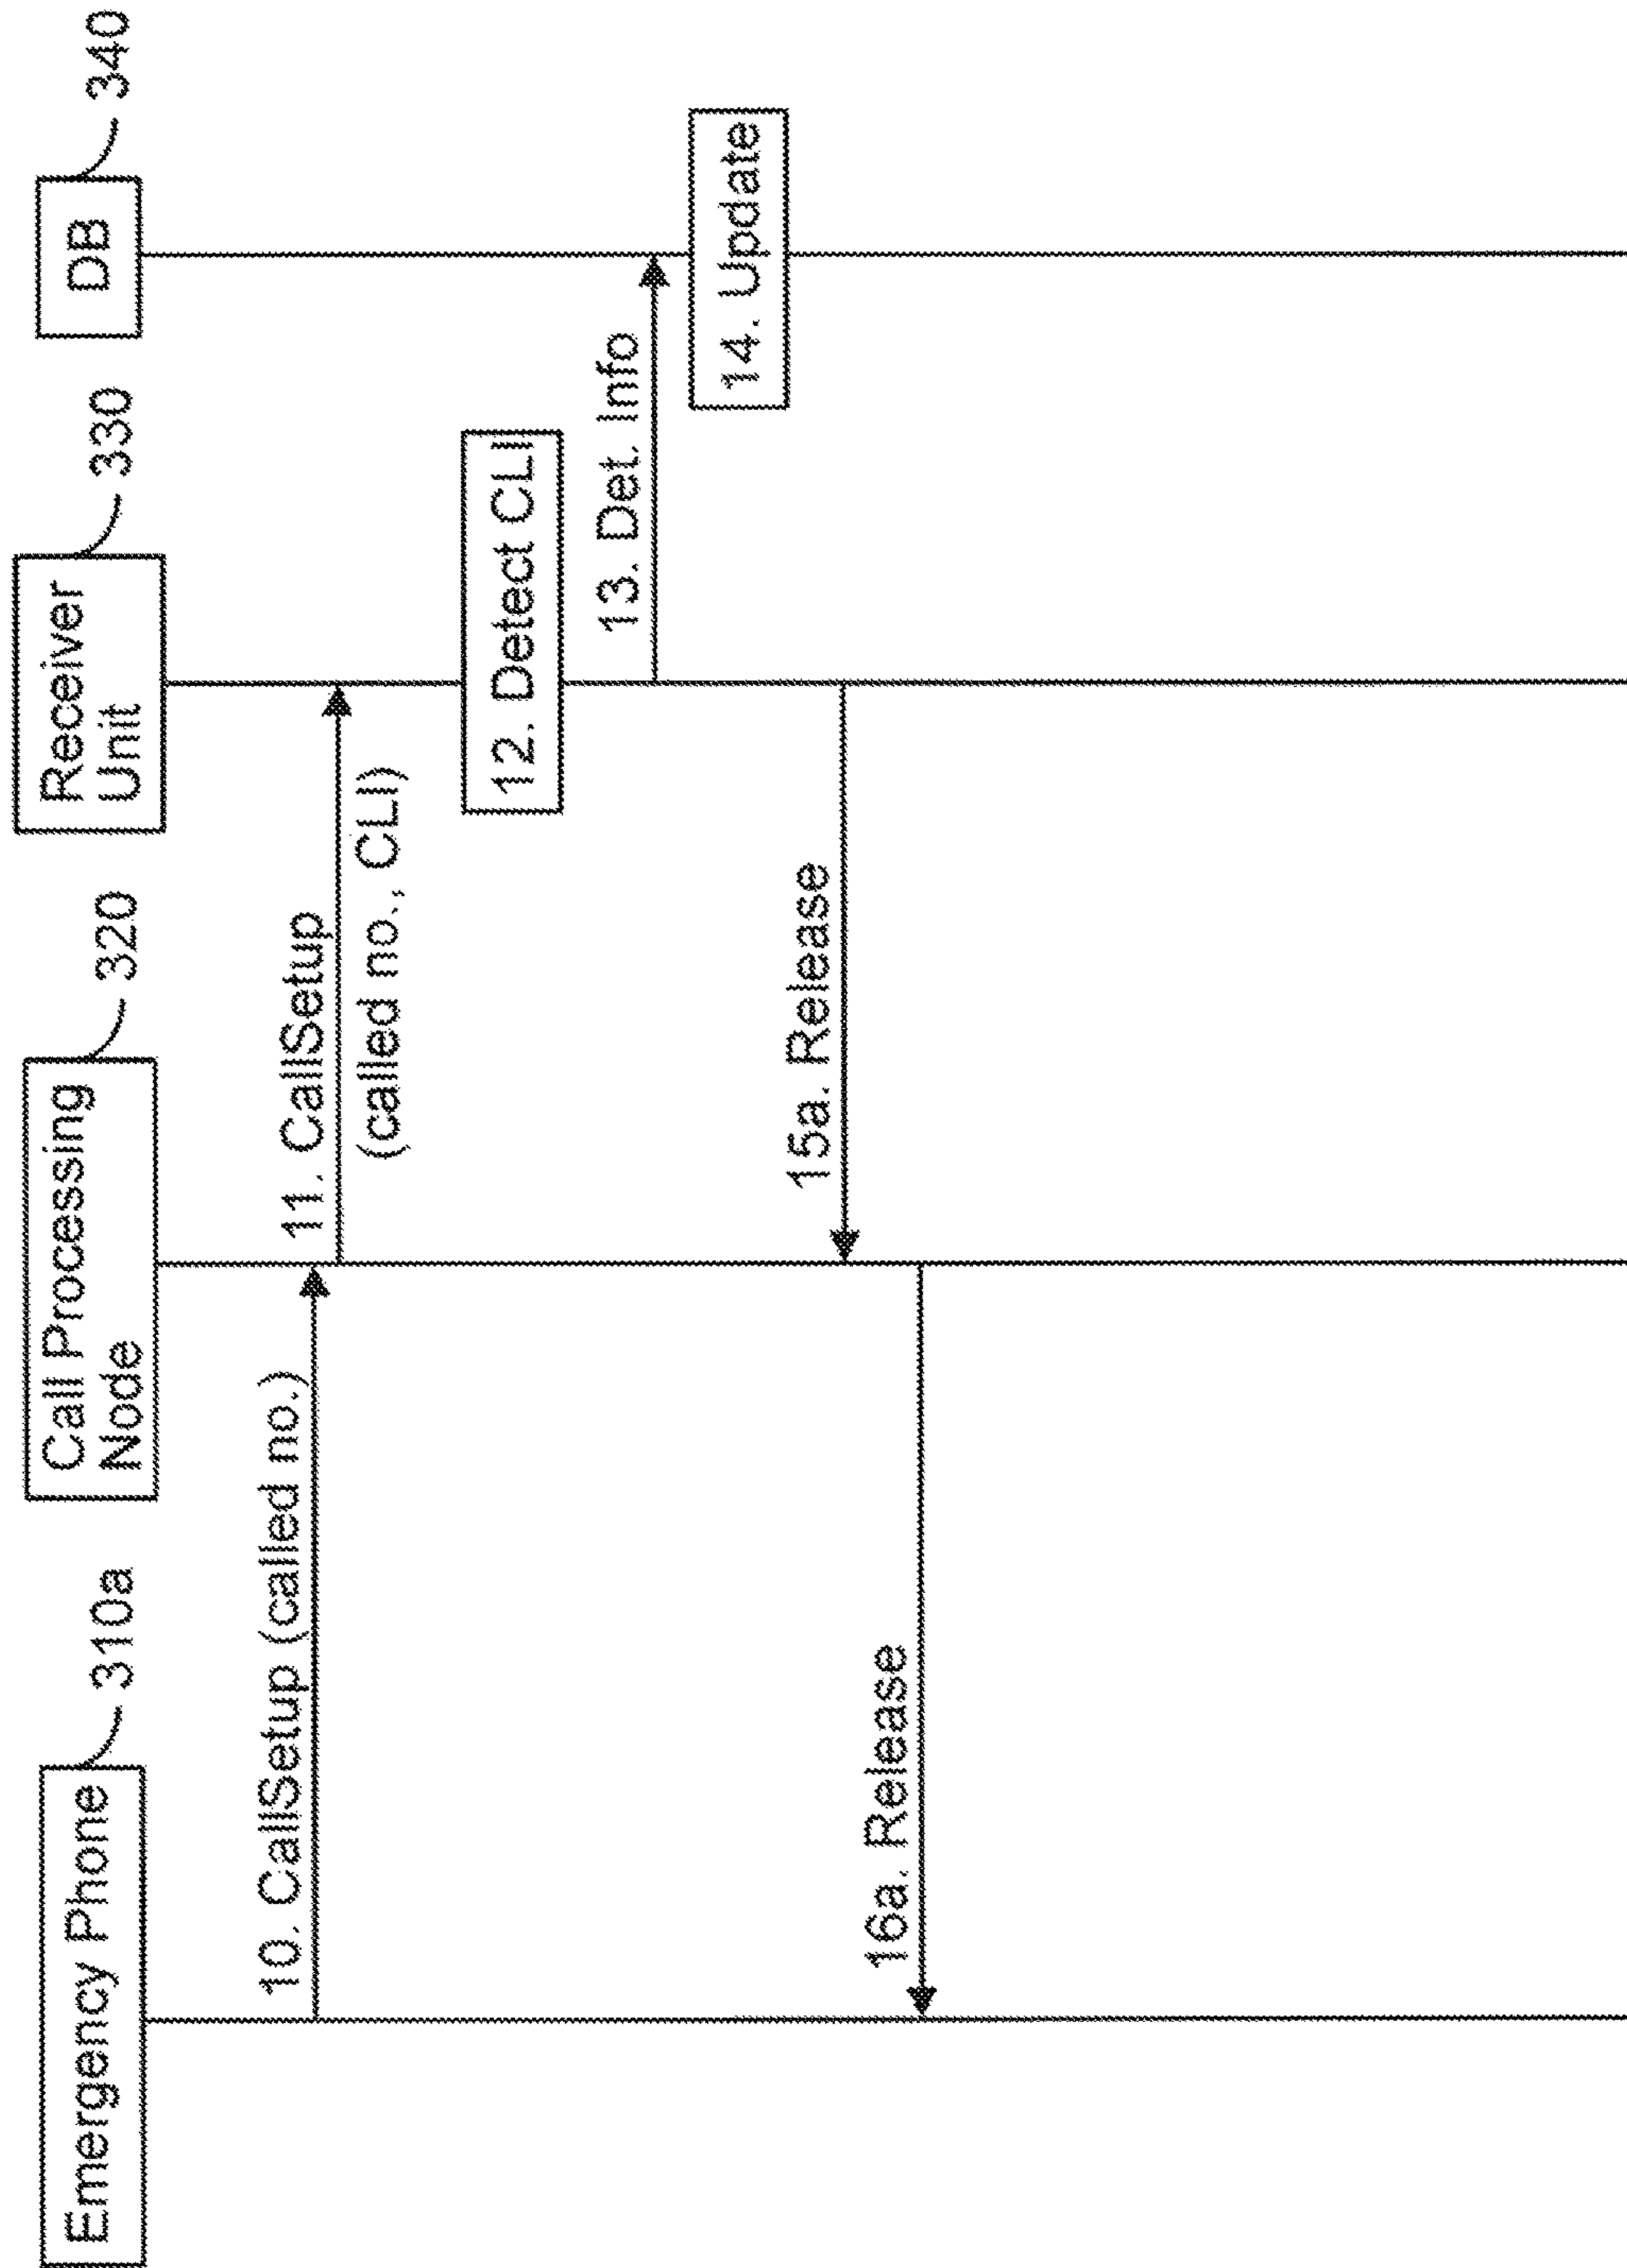 Emergency Phone
310a
Call Processing
Node
320
Receiver
Unit
330
DB
340
10. CallSetup (called no.)
11. CallSetup
(called no., CLI)
12. Detect CLI
13. Det. Info
14. Update
15a. Release
16a. Release